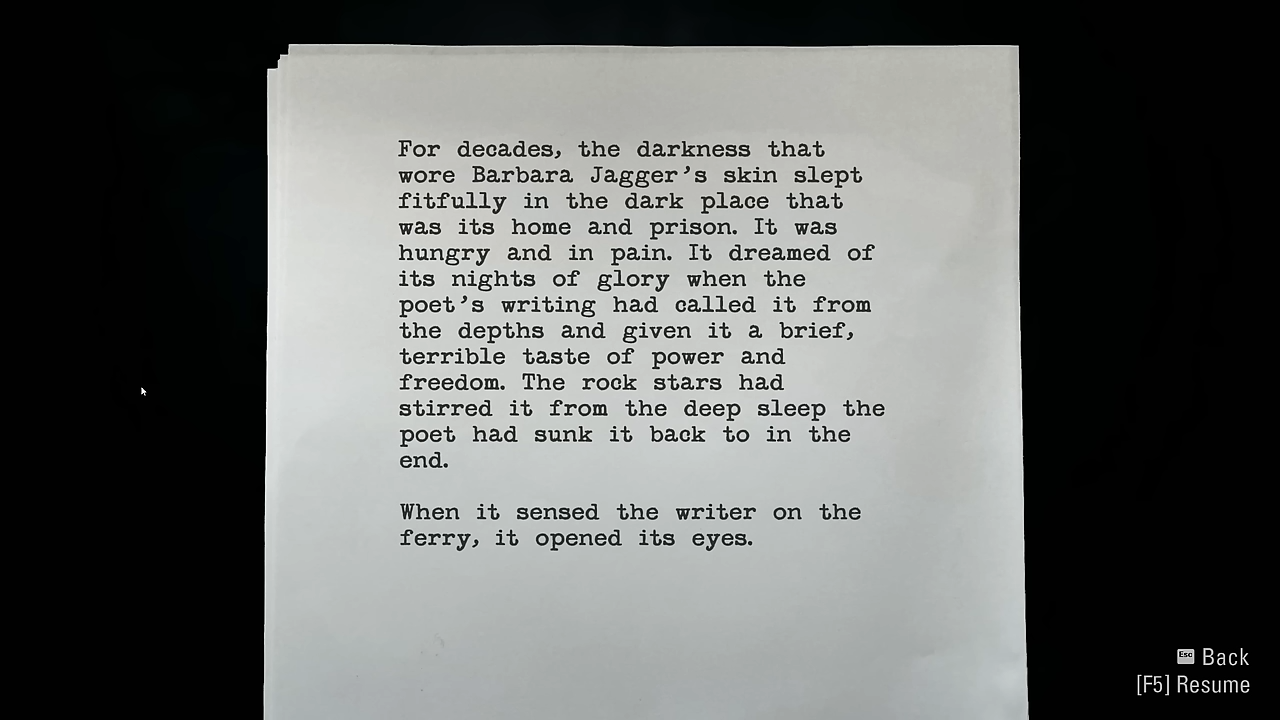 For decades, the darkness that
wore Barbara Jagger's skin slept
fitfully in the dark place that
was its home and prison. It was
hungry and in pain. It dreamed of
its nights of glory when the
poet's writing had called it from
the depths and given it a brief,
terrible taste of power and
freedom. The rock stars had
stirred it from the deep sleep the
poet had sunk it back to in the
end.
When it sensed the writer on the
ferry, it opened its eyes.
Esc Back
[F5] Resume